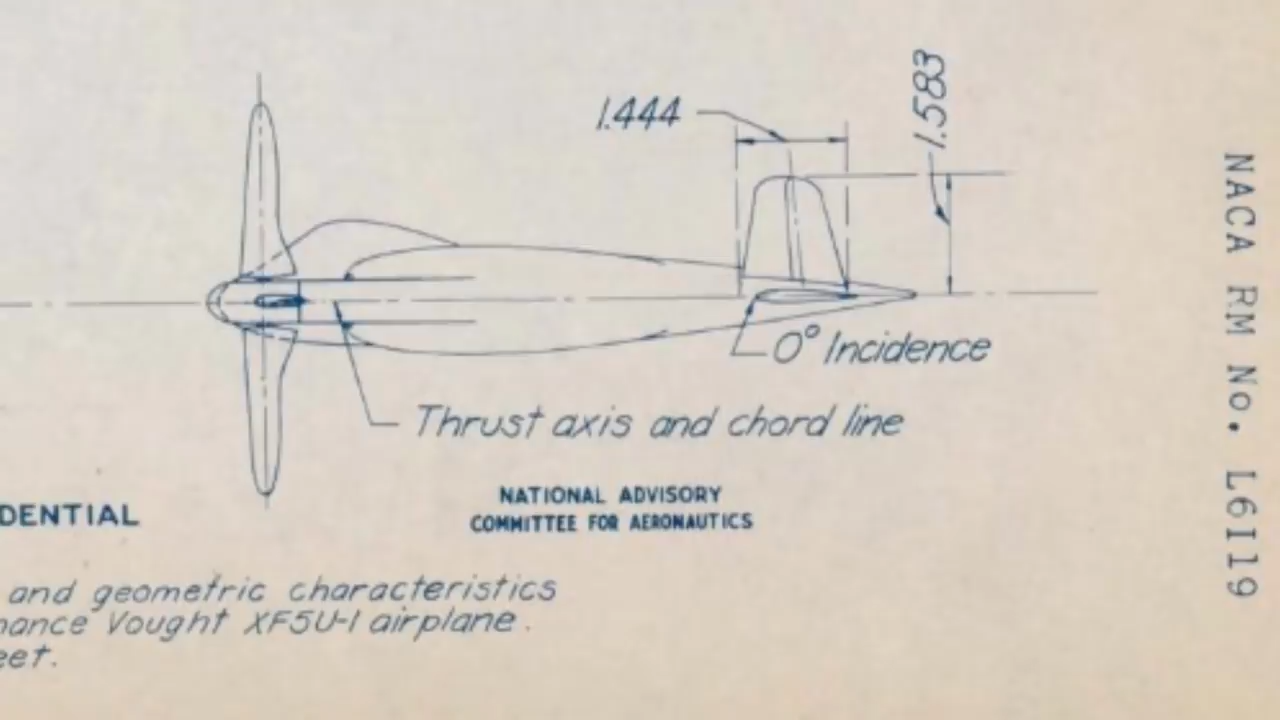 1.444
1.583
0° Incidence
Thrust axis and chord line
NATIONAL ADVISORY
COMMITTEE FOR AERONAUTICS
DENTIAL
and geometric characteristics
nance Vought XF5U-1 airplane.
eet.
NACA RM No. L6I19